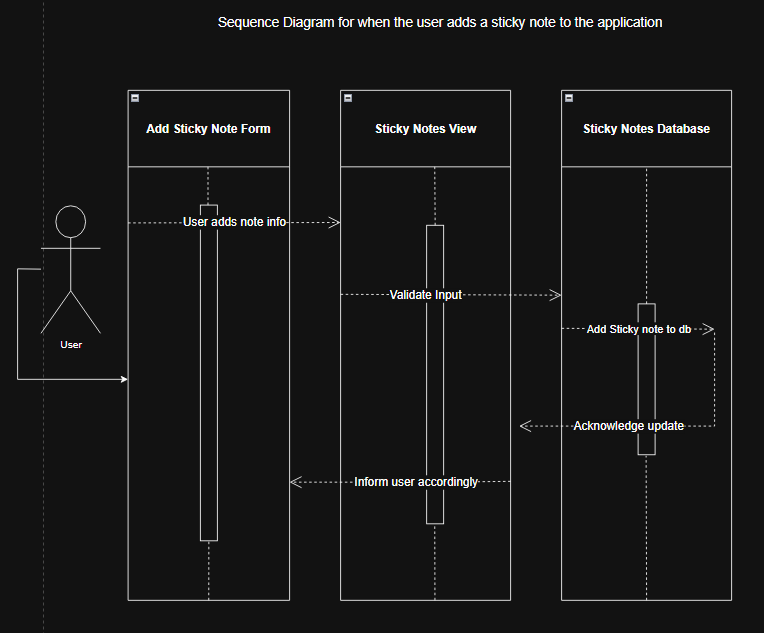 Sequence Diagram for when the user adds a sticky note to the application
Add Sticky Note Form
Sticky Notes View
Sticky Notes Database
User adds note info
Validate Input
Add Sticky note to db
User
Acknowledge update
Inform user accordingly